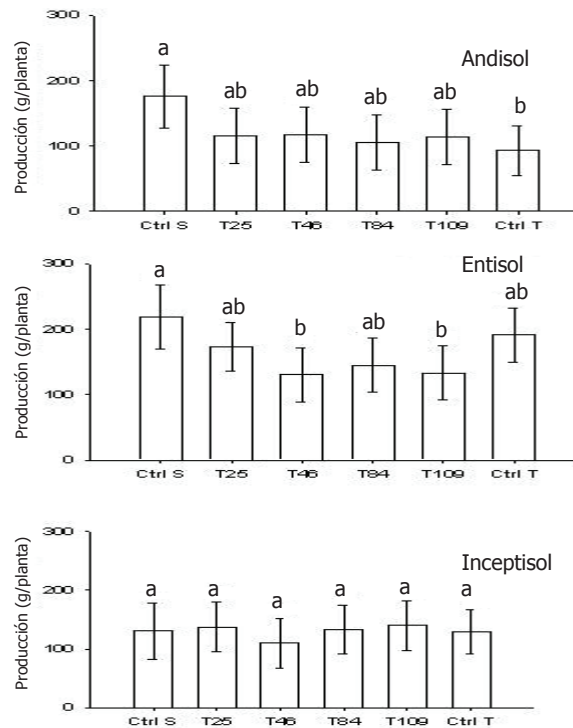 Producción (g/planta)
300
200
100
0
Andisol
a ab ab ab ab b
Ctrl S T25 T46 T84 T109 Ctrl T
Producción (g/planta)
300
200
100
0
Entisol
a ab b ab b ab
Ctrl S T25 T46 T84 T109 Ctrl T
Producción (g/planta)
300
200
100
0
Inceptisol
a a a a a a
Ctrl S T25 T46 T84 T109 Ctrl T